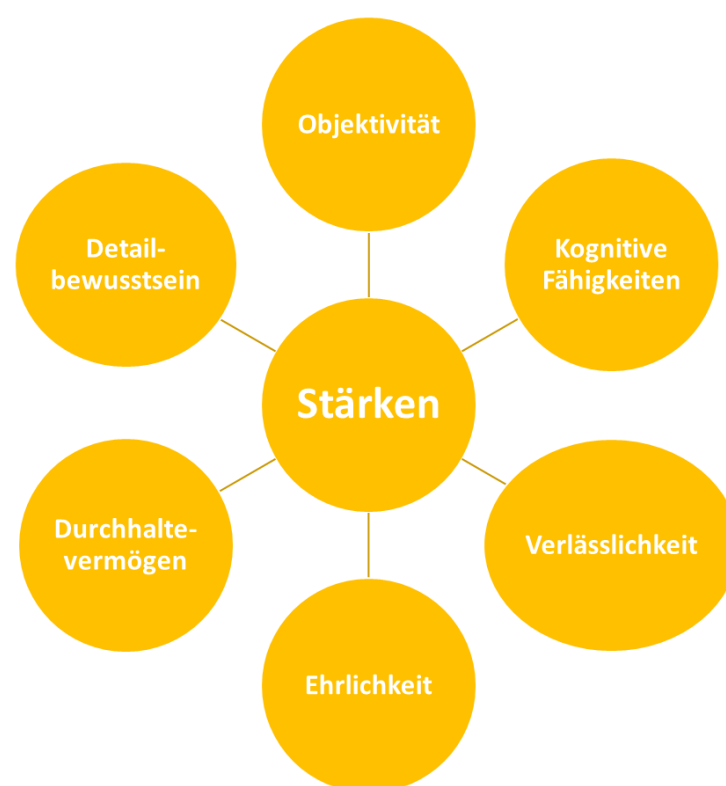 Objektivität
Detail-
bewusstsein
Kognitive
Fähigkeiten
Stärken
Durchhalte-
vermögen
Verlässlichkeit
Ehrlichkeit